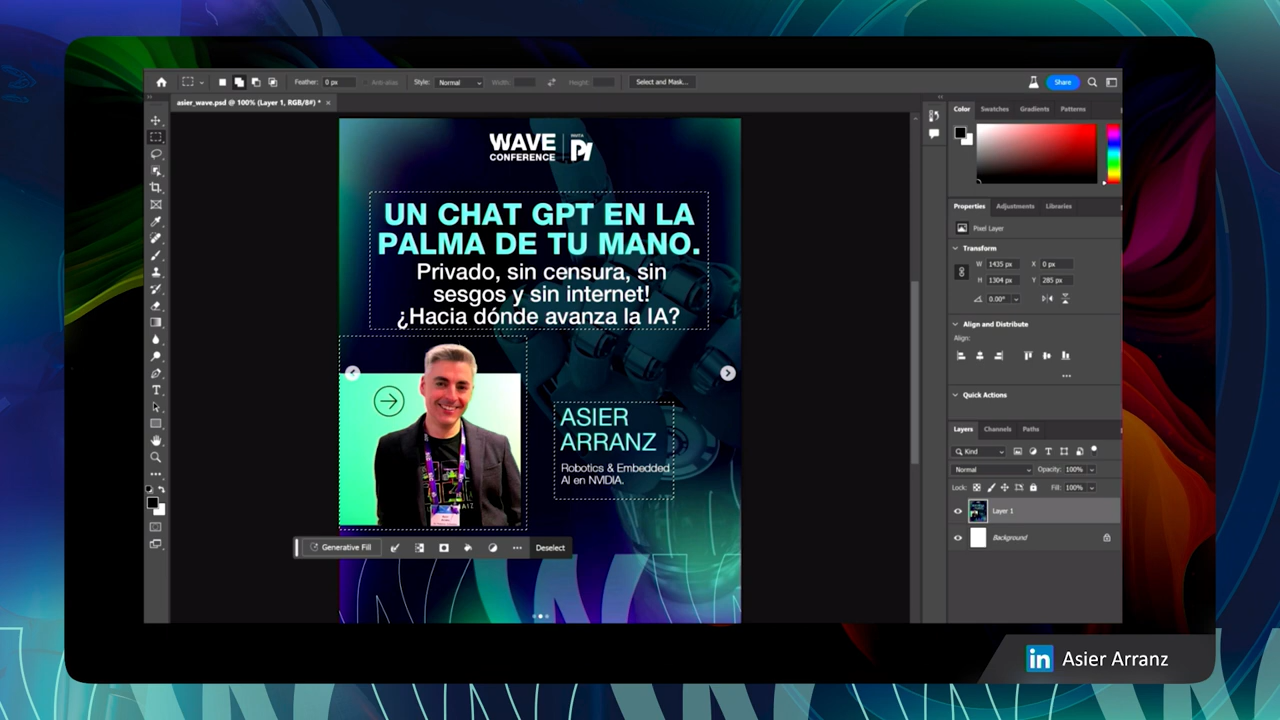 Feather: 0 px
Anti-alias
Style: Normal
Width:
Height:
Select and Mask...
Share
asier_wave.psd @ 100% (Layer 1, RGB/8#) *
WAVE
CONFERENCE
INVITA
UN CHAT GPT EN LA
PALMA DE TU MANO.
Privado, sin censura, sin
sesgos y sin internet!
¿Hacia dónde avanza la IA?
ASIER
ARRANZ
Robotics & Embedded
AI en NVIDIA.
Generative Fill
Deselect
Color Swatches Gradients Patterns
Properties Adjustments Libraries
Pixel Layer
Transform
W 1435 px X 0 px
H 1304 px Y 285 px
0.00°
Align and Distribute
Align:
Quick Actions
Layers Channels Paths
Kind
Normal Opacity: 100%
Lock: Fill: 100%
Layer 1
Background
in Asier Arranz